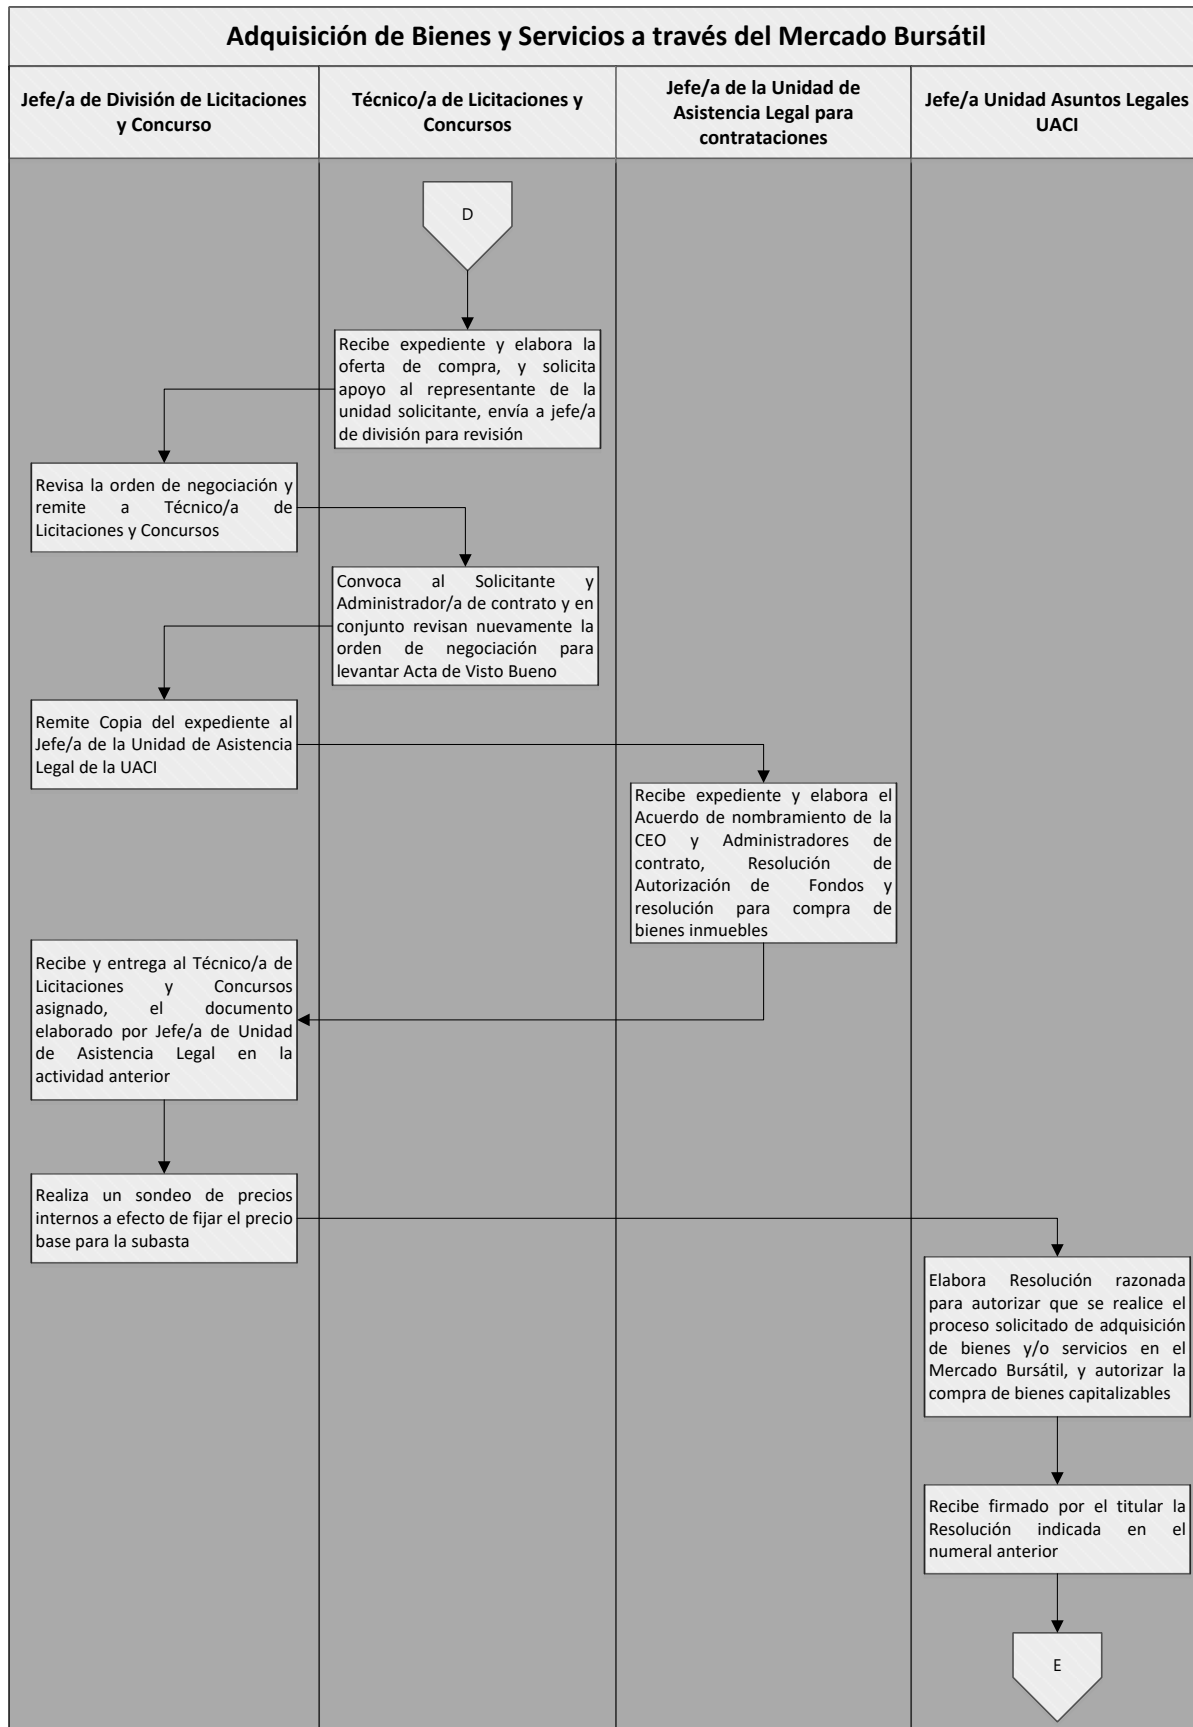 Adquisición de Bienes y Servicios a través del Mercado Bursátil
Jefe/a de División de Licitaciones
y Concurso
Técnico/a de Licitaciones y
Concursos
Jefe/a de la Unidad de
Asistencia Legal para
contrataciones
Jefe/a Unidad Asuntos Legales
UACI
D
Recibe expediente y elabora la
oferta de compra, y solicita
apoyo al representante de la
unidad solicitante, envía a jefe/a
de división para revisión
Revisa la orden de negociación y
remite a Técnico/a de
Licitaciones y Concursos
Convoca al Solicitante y
Administrador/a de contrato y en
conjunto revisan nuevamente la
orden de negociación para
levantar Acta de Visto Bueno
Remite Copia del expediente al
Jefe/a de la Unidad de Asistencia
Legal de la UACI
Recibe expediente y elabora el
Acuerdo de nombramiento de la
CEO y Administradores de
contrato, Resolución de
Autorización de Fondos y
resolución para compra de
bienes inmuebles
Recibe y entrega al Técnico/a de
Licitaciones y Concursos
asignado, el documento
elaborado por Jefe/a de Unidad
de Asistencia Legal en la
actividad anterior
Realiza un sondeo de precios
internos a efecto de fijar el precio
base para la subasta
Elabora Resolución razonada
para autorizar que se realice el
proceso solicitado de adquisición
de bienes y/o servicios en el
Mercado Bursátil, y autorizar la
compra de bienes capitalizables
Recibe firmado por el titular la
Resolución indicada en el
numeral anterior
E